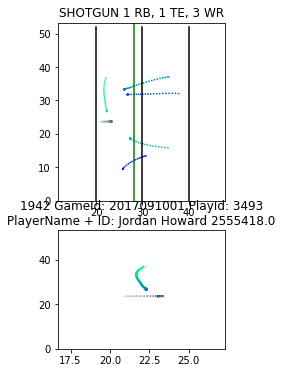 SHOTGUN 1 RB, 1 TE, 3 WR
50
40
30
20
10
0
20 30 40
1942 GameId: 2017091001 PlayId: 3493
PlayerName + ID: Jordan Howard 2555418.0
40
20
0
17.5 20.0 22.5 25.0